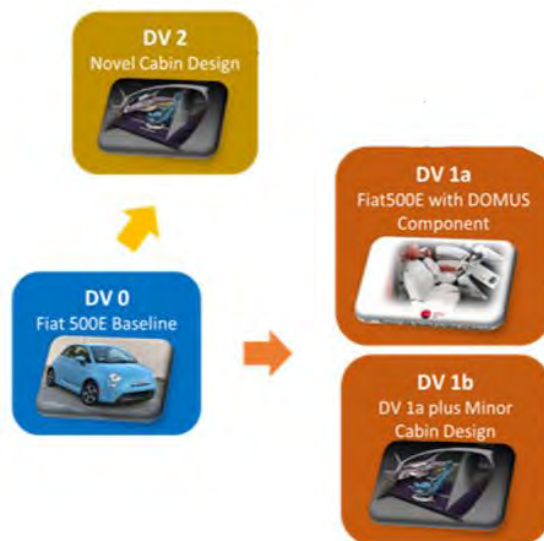 DV 2
Novel Cabin Design
DV 1a
Fiat500E with DOMUS
Component
DV 0
Fiat 500E Baseline
DV 1b
DV 1a plus Minor
Cabin Design